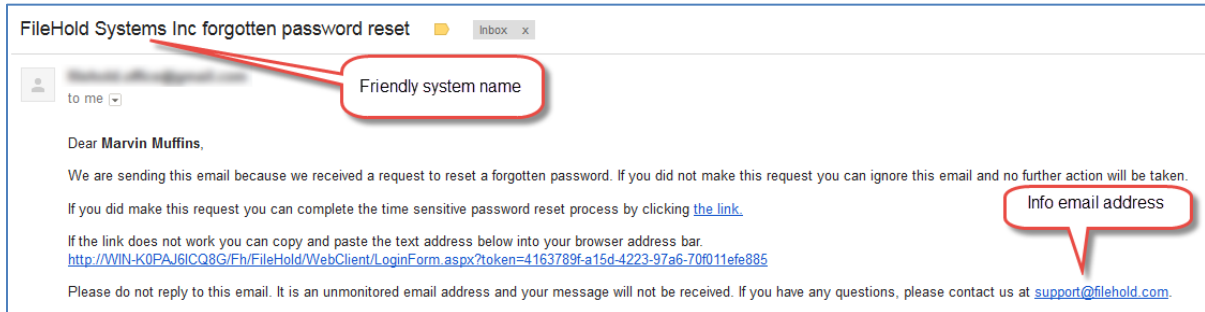 FileHold Systems Inc forgotten password reset
Inbox x
Friendly system name
to me
Dear Marvin Muffins,
We are sending this email because we received a request to reset a forgotten password. If you did not make this request you can ignore this email and no further action will be taken.
If you did make this request you can complete the time sensitive password reset process by clicking the link.
Info email address
If the link does not work you can copy and paste the text address below into your browser address bar.
http://WIN-K0PAJ6ICQ8G/Fh/FileHold/WebClient/LoginForm.aspx?token=4163789f-a15d-4223-97a6-70f011efe885
Please do not reply to this email. It is an unmonitored email address and your message will not be received. If you have any questions, please contact us at support@filehold.com.